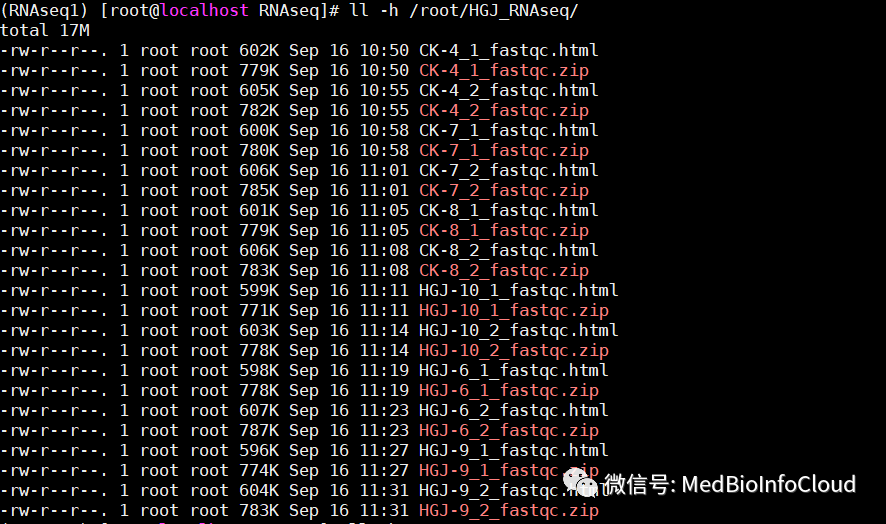 (RNAseq1) [root@localhost RNAseq]# ll -h /root/HGJ_RNAseq/
total 17M
-rw-r--r--. 1 root root 602K Sep 16 10:50 CK-4_1_fastqc.html
-rw-r--r--. 1 root root 779K Sep 16 10:50 CK-4_1_fastqc.zip
-rw-r--r--. 1 root root 605K Sep 16 10:55 CK-4_2_fastqc.html
-rw-r--r--. 1 root root 782K Sep 16 10:55 CK-4_2_fastqc.zip
-rw-r--r--. 1 root root 600K Sep 16 10:58 CK-7_1_fastqc.html
-rw-r--r--. 1 root root 780K Sep 16 10:58 CK-7_1_fastqc.zip
-rw-r--r--. 1 root root 606K Sep 16 11:01 CK-7_2_fastqc.html
-rw-r--r--. 1 root root 785K Sep 16 11:01 CK-7_2_fastqc.zip
-rw-r--r--. 1 root root 601K Sep 16 11:05 CK-8_1_fastqc.html
-rw-r--r--. 1 root root 779K Sep 16 11:05 CK-8_1_fastqc.zip
-rw-r--r--. 1 root root 606K Sep 16 11:08 CK-8_2_fastqc.html
-rw-r--r--. 1 root root 783K Sep 16 11:08 CK-8_2_fastqc.zip
-rw-r--r--. 1 root root 599K Sep 16 11:11 HGJ-10_1_fastqc.html
-rw-r--r--. 1 root root 771K Sep 16 11:11 HGJ-10_1_fastqc.zip
-rw-r--r--. 1 root root 603K Sep 16 11:14 HGJ-10_2_fastqc.html
-rw-r--r--. 1 root root 778K Sep 16 11:14 HGJ-10_2_fastqc.zip
-rw-r--r--. 1 root root 598K Sep 16 11:19 HGJ-6_1_fastqc.html
-rw-r--r--. 1 root root 778K Sep 16 11:19 HGJ-6_1_fastqc.zip
-rw-r--r--. 1 root root 607K Sep 16 11:23 HGJ-6_2_fastqc.html
-rw-r--r--. 1 root root 787K Sep 16 11:23 HGJ-6_2_fastqc.zip
-rw-r--r--. 1 root root 596K Sep 16 11:27 HGJ-9_1_fastqc.html
-rw-r--r--. 1 root root 774K Sep 16 11:27 HGJ-9_1_fastqc.zip
-rw-r--r--. 1 root root 604K Sep 16 11:31 HGJ-9_2_fastqc.html
-rw-r--r--. 1 root root 783K Sep 16 11:31 HGJ-9_2_fastqc.zip
微信号: MedBioInfoCloud